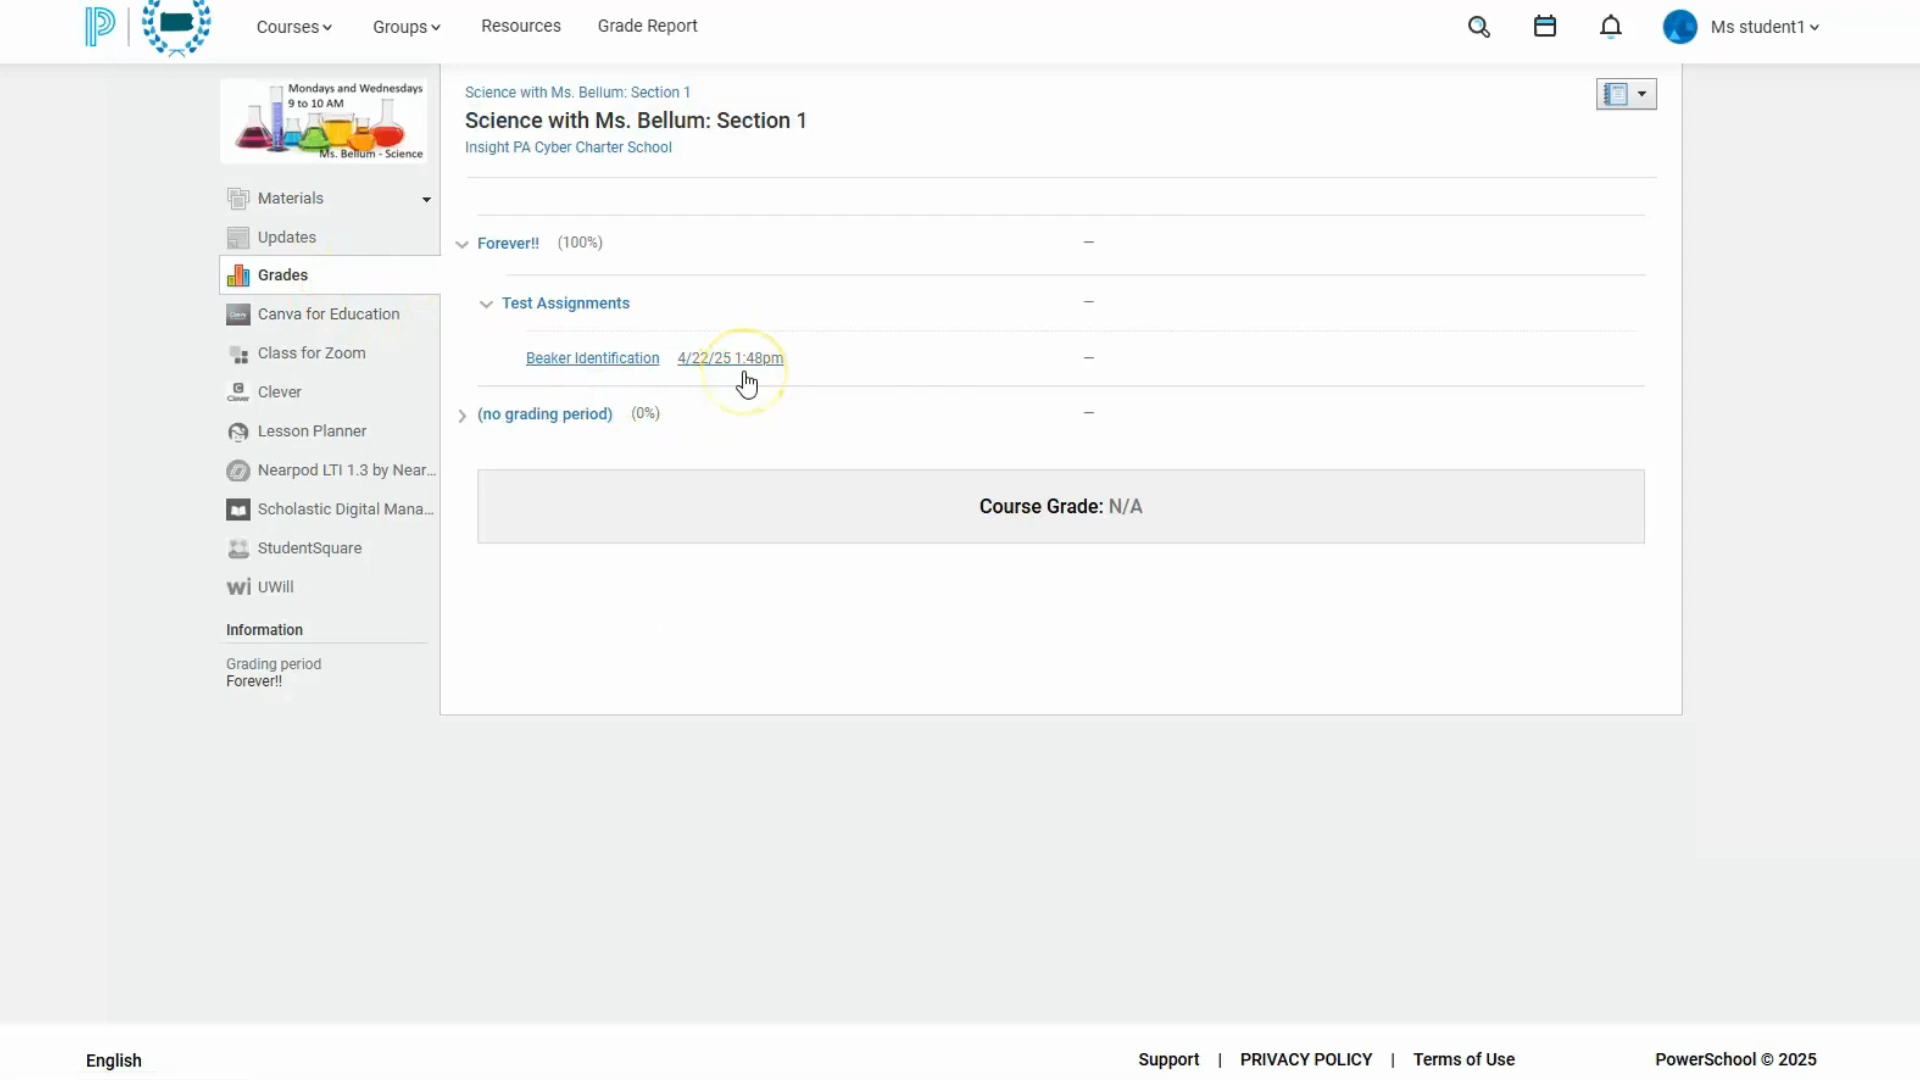 Courses
Groups
Resources
Grade Report
Ms student1
Mondays and Wednesdays
9 to 10 AM
Ms. Bellum - Science
Science with Ms. Bellum: Section 1
Science with Ms. Bellum: Section 1
Insight PA Cyber Charter School
Materials
Updates
Grades
Canva for Education
Class for Zoom
Clever
Lesson Planner
Nearpod LTI 1.3 by Near...
Scholastic Digital Mana...
StudentSquare
UWill
Information
Grading period
Forever!!
Forever!! (100%) —
Test Assignments —
Beaker Identification 4/22/25 1:48pm —
(no grading period) (0%) —
Course Grade: N/A
English
Support | PRIVACY POLICY | Terms of Use
PowerSchool © 2025